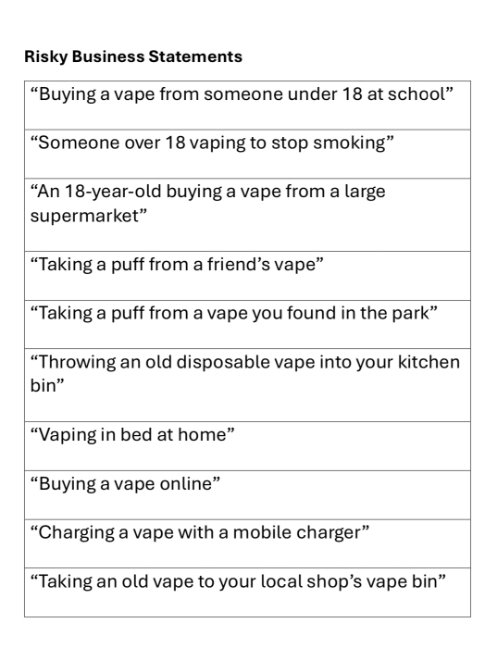 Risky Business Statements
“Buying a vape from someone under 18 at school”
“Someone over 18 vaping to stop smoking”
“An 18-year-old buying a vape from a large
supermarket”
“Taking a puff from a friend’s vape”
“Taking a puff from a vape you found in the park”
“Throwing an old disposable vape into your kitchen
bin”
“Vaping in bed at home”
“Buying a vape online”
“Charging a vape with a mobile charger”
“Taking an old vape to your local shop’s vape bin”